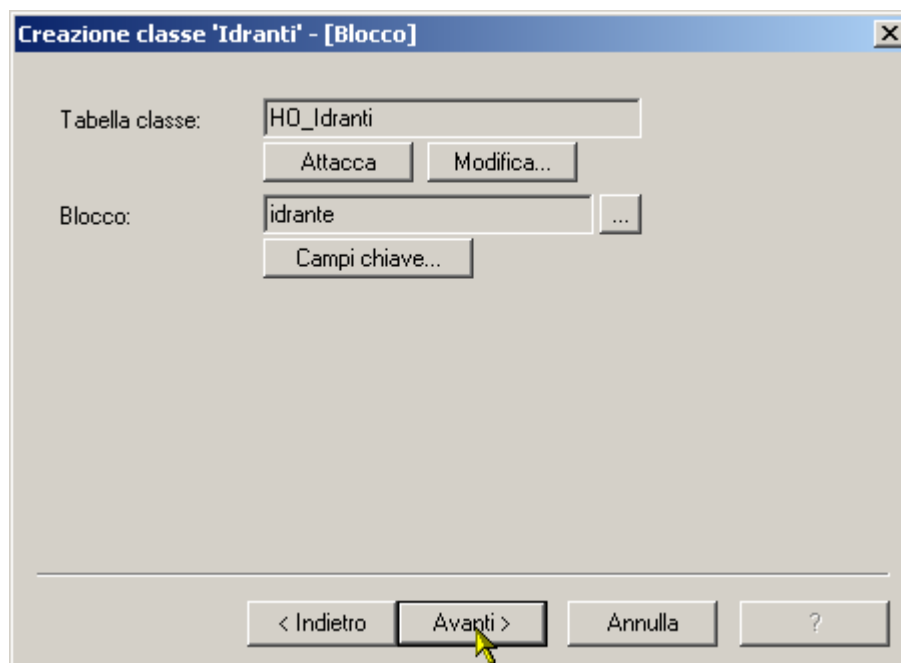 Creazione classe 'Idranti' - [Blocco]
Tabella classe: HO_Idranti
Attacca Modifica...
Blocco: idrante ...
Campi chiave...
< Indietro Avanti > Annulla ?